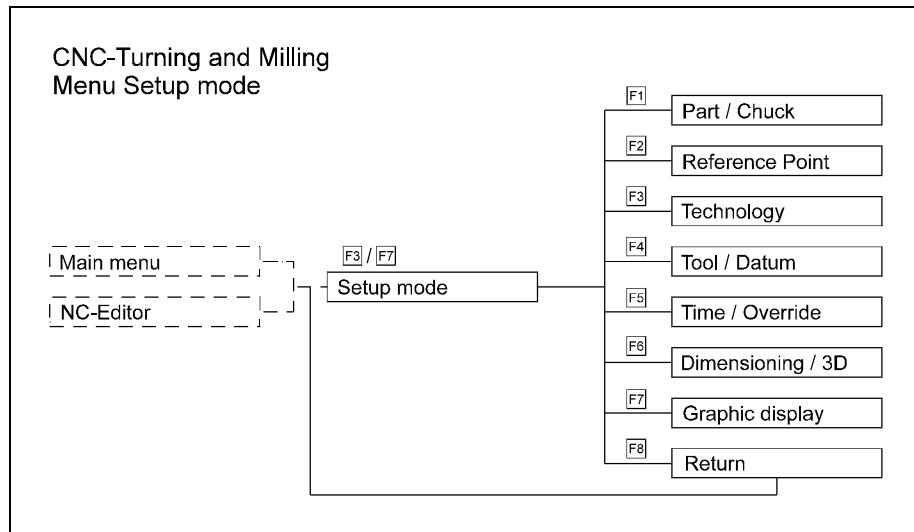 CNC-Turning and Milling
Menu Setup mode
F1
Part / Chuck
F2
Reference Point
F3
Technology
F4
Tool / Datum
F5
Time / Override
F6
Dimensioning / 3D
F7
Graphic display
F8
Return
Main menu
NC-Editor
F3 / F7
Setup mode